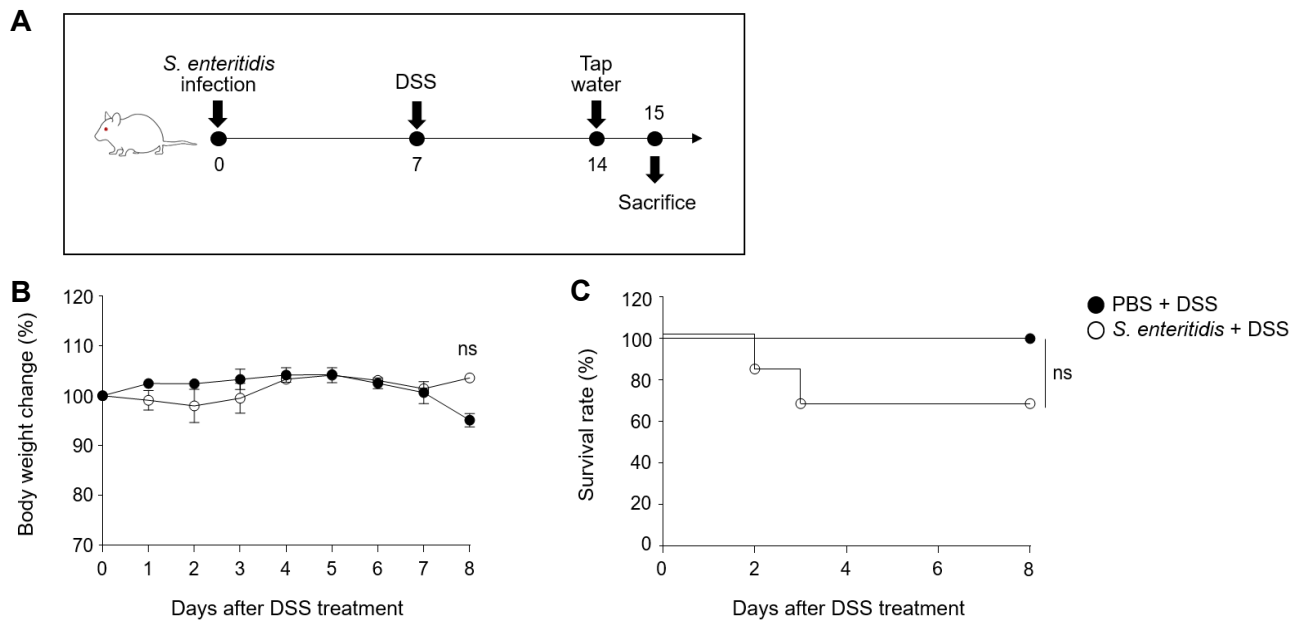 A
S. enteritidis
infection
DSS
Tap
water
15
0
7
14
Sacrifice
B
120
110
100
90
80
70
Body weight change (%)
ns
0 1 2 3 4 5 6 7 8
Days after DSS treatment
C
120
100
80
60
40
20
0
Survival rate (%)
ns
0 2 4 6 8
Days after DSS treatment
PBS + DSS
S. enteritidis + DSS